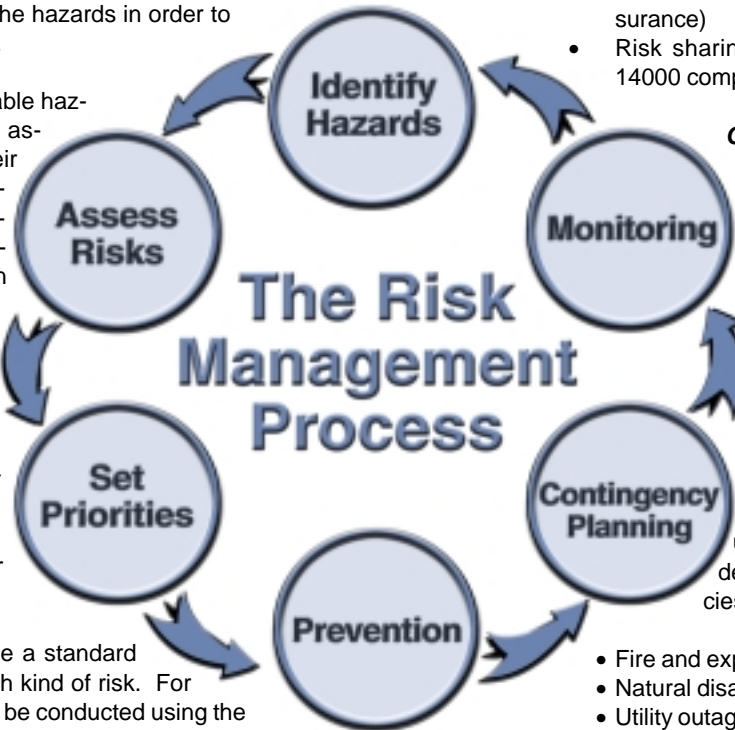 he hazards in order to
able haz-
as-
eir
n
e a standard
h kind of risk. For
be conducted using the
Identify
Hazards
Assess
Risks
Set
Priorities
Prevention
Contingency
Planning
Monitoring
The Risk
Management
Process
surance)
• Risk sharin
14000 comp
de
cies
• Fire and exp
• Natural disa
• Utility outag